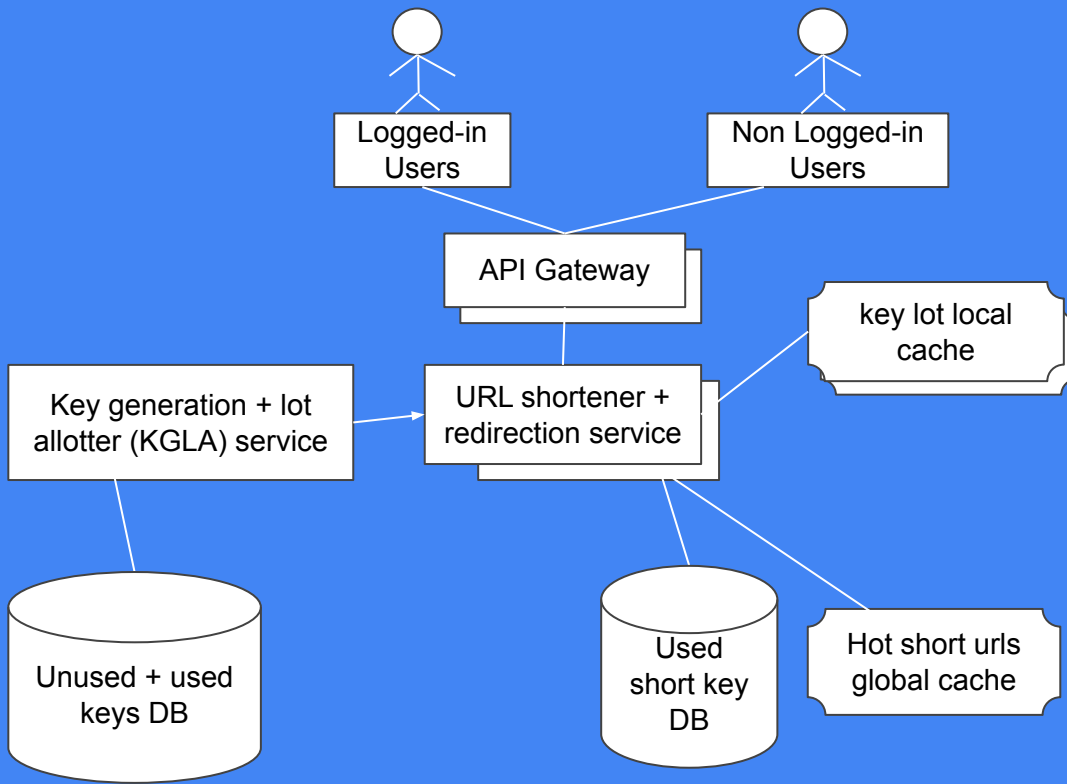 Logged-in
Users
Non Logged-in
Users
API Gateway
key lot local
cache
Key generation + lot
allotter (KGLA) service
URL shortener +
redirection service
Unused + used
keys DB
Used
short key
DB
Hot short urls
global cache